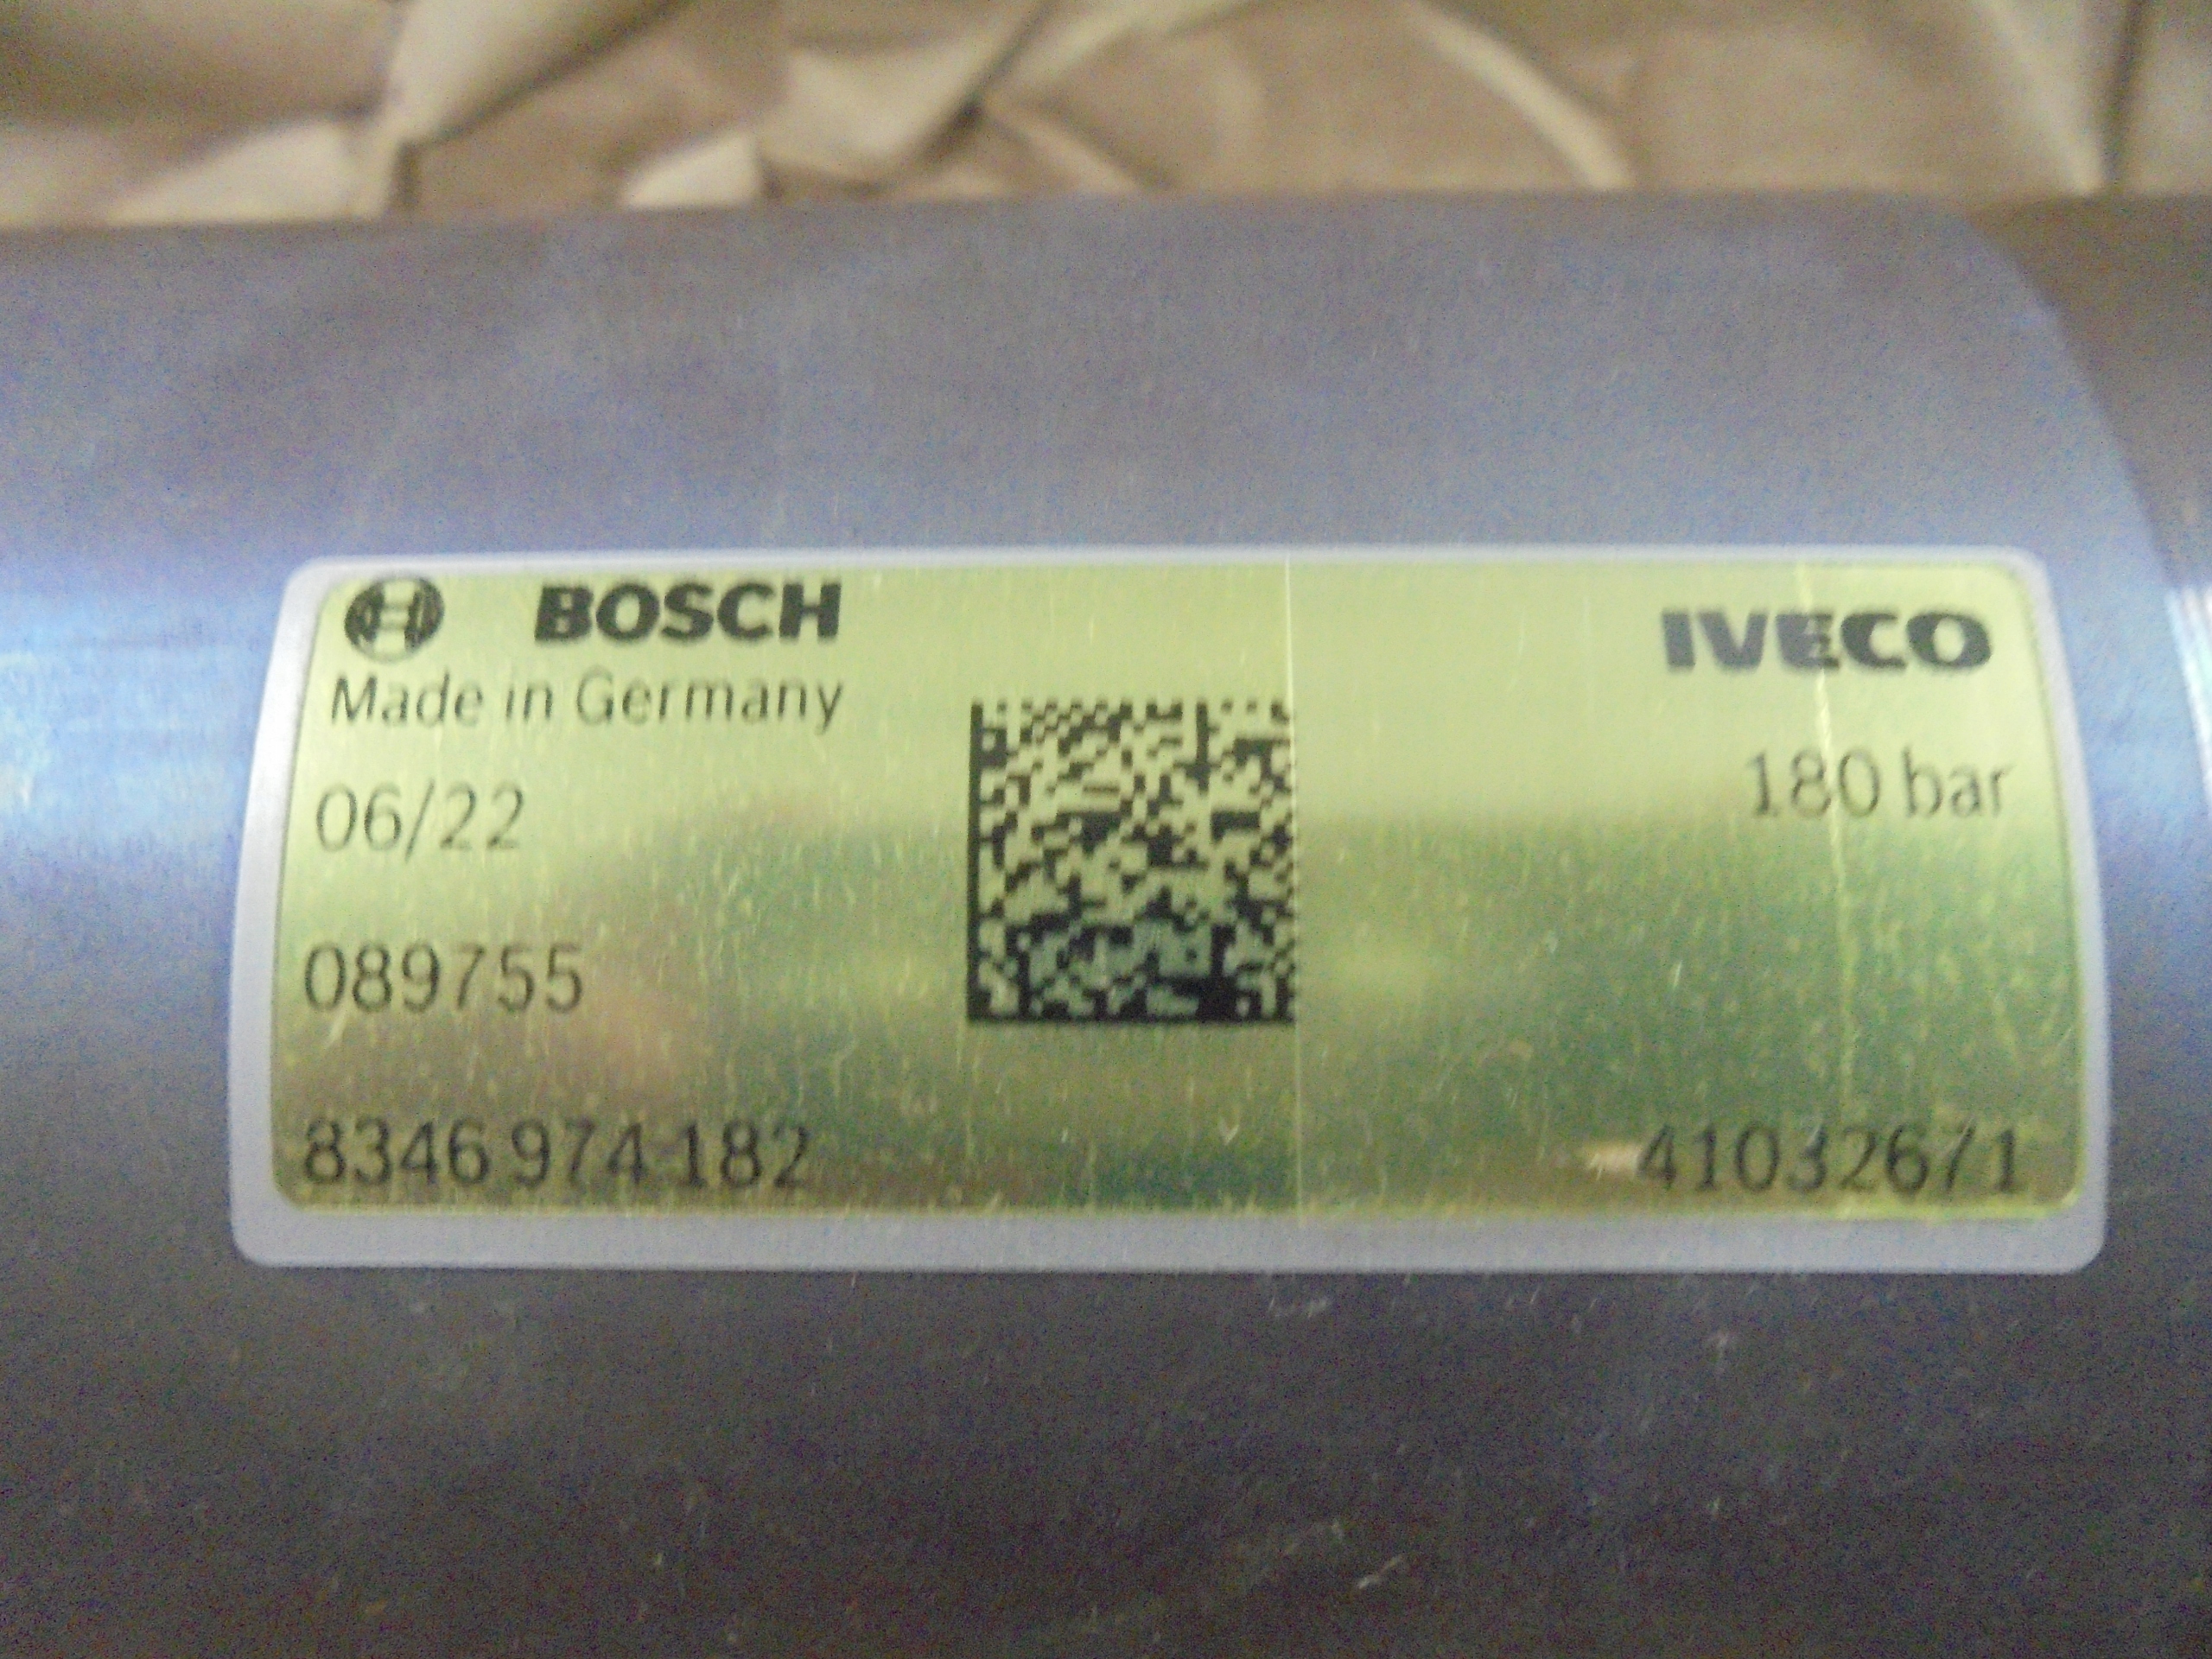 BOSCH
Made in Germany
06/22
089755
8346 974 182
IVECO
180 bar
41032671